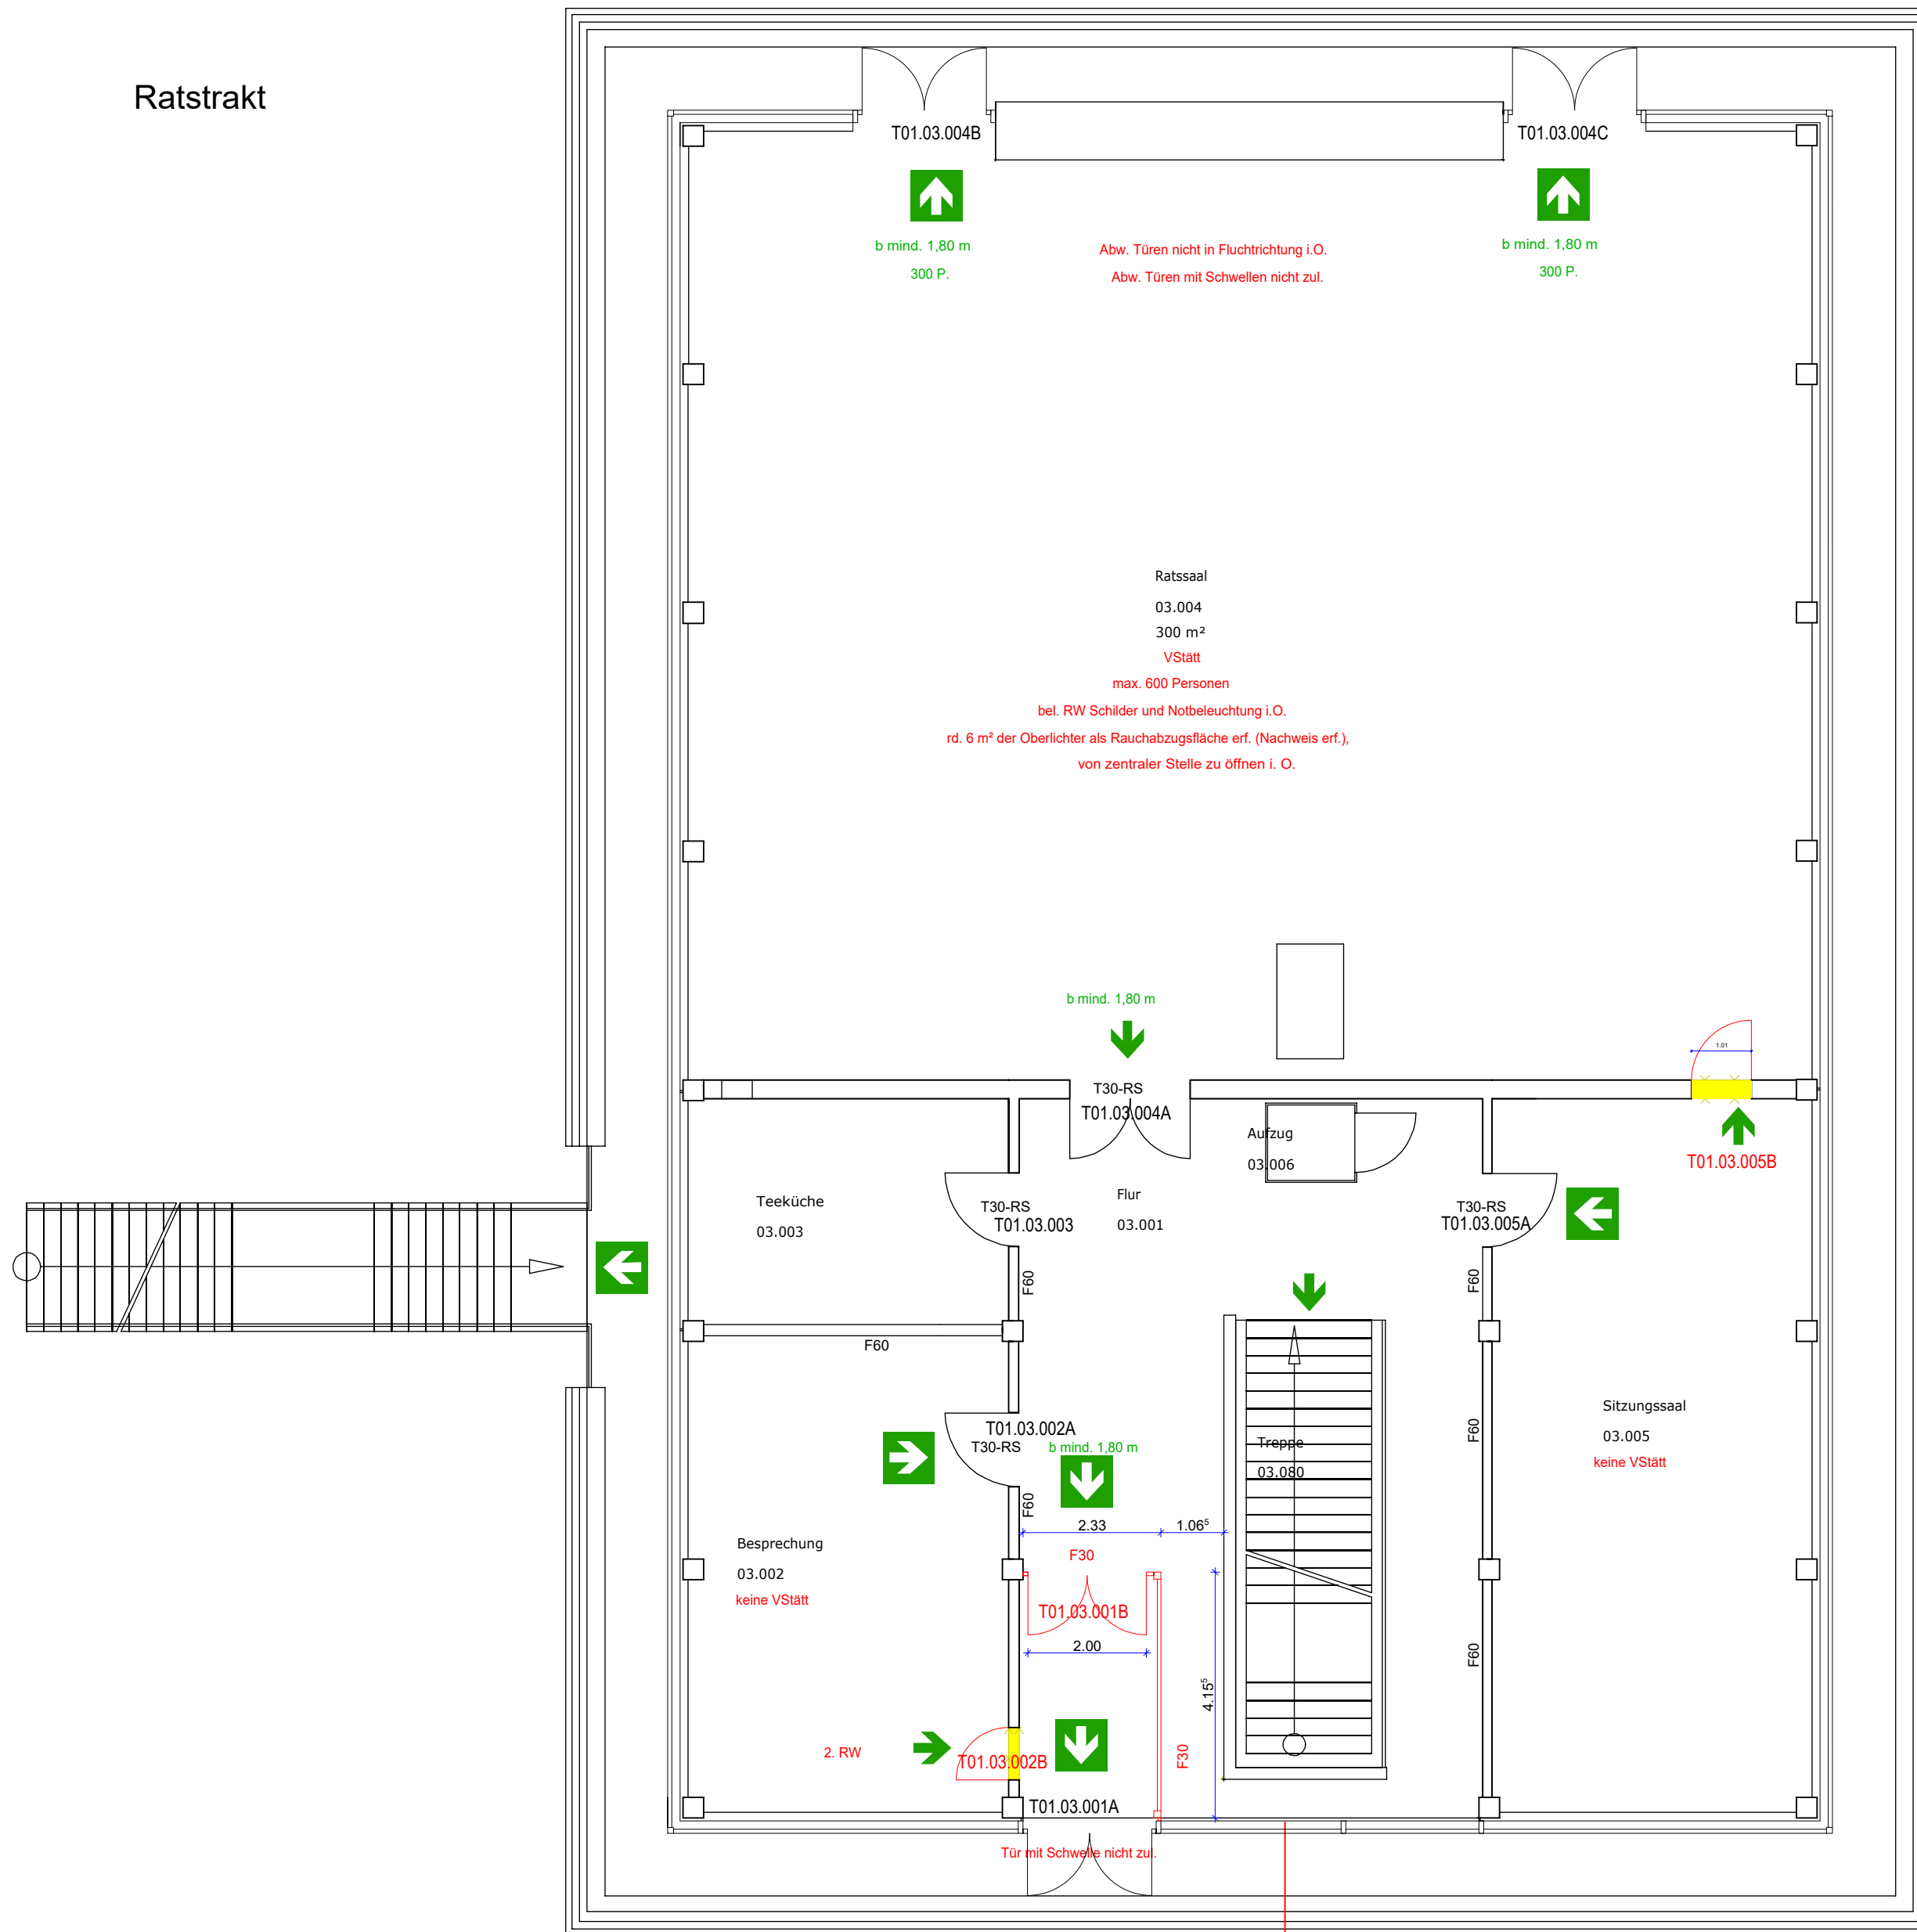 Ratstrakt
T01.03.004B
T01.03.004C
b mind. 1,80 m
300 P.
b mind. 1,80 m
300 P.
Abw. Türen nicht in Fluchtrichtung i.O.
Abw. Türen mit Schwellen nicht zul.
Ratssaal
03.004
300 m²
VStätt
max. 600 Personen
bel. RW Schilder und Notbeleuchtung i.O.
rd. 6 m² der Oberlichter als Rauchabzugsfläche erf. (Nachweis erf.),
von zentraler Stelle zu öffnen i. O.
b mind. 1,80 m
1.01
T30-RS
T01.03.004A
Aufzug
03.006
T01.03.005B
Teeküche
03.003
T30-RS
T01.03.003
Flur
03.001
T30-RS
T01.03.005A
F60
F60
F60
T01.03.002A
T30-RS
b mind. 1,80 m
Treppe
03.080
F60
Sitzungssaal
03.005
keine VStätt
F60
2.33
1.06⁵
Besprechung
03.002
keine VStätt
F30
T01.03.001B
2.00
4.15⁵
F60
2. RW
T01.03.002B
F30
T01.03.001A
Tür mit Schwelle nicht zul.